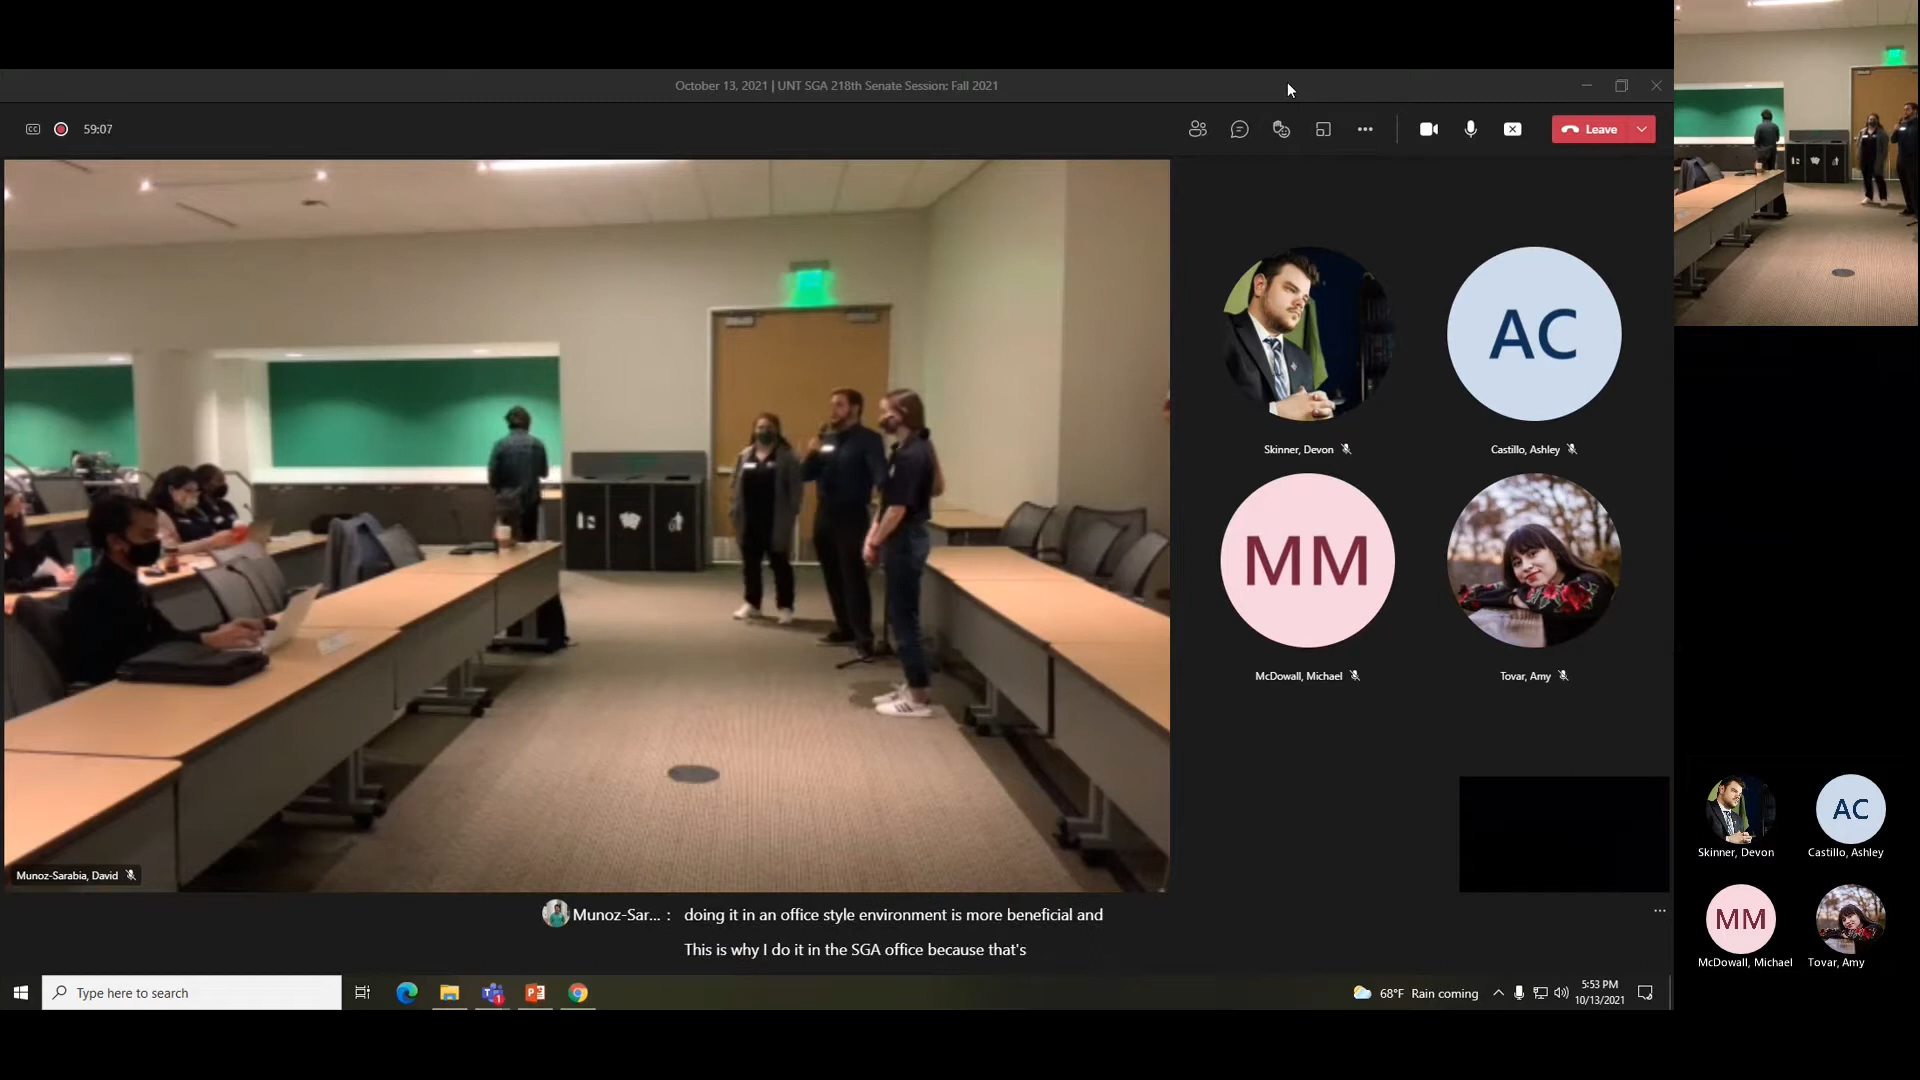 October 13, 2021 | UNT SGA 218th Senate Session: Fall 2021
CC
59:07
Leave
AC
Skinner, Devon
Castillo, Ashley
MM
McDowall, Michael
Tovar, Amy
Munoz-Sarabia, David
Munoz-Sar... : doing it in an office style environment is more beneficial and
This is why I do it in the SGA office because that's
AC
Skinner, Devon
Castillo, Ashley
MM
McDowall, Michael
Tovar, Amy
Type here to search
1
68°F Rain coming
5:53 PM
10/13/2021